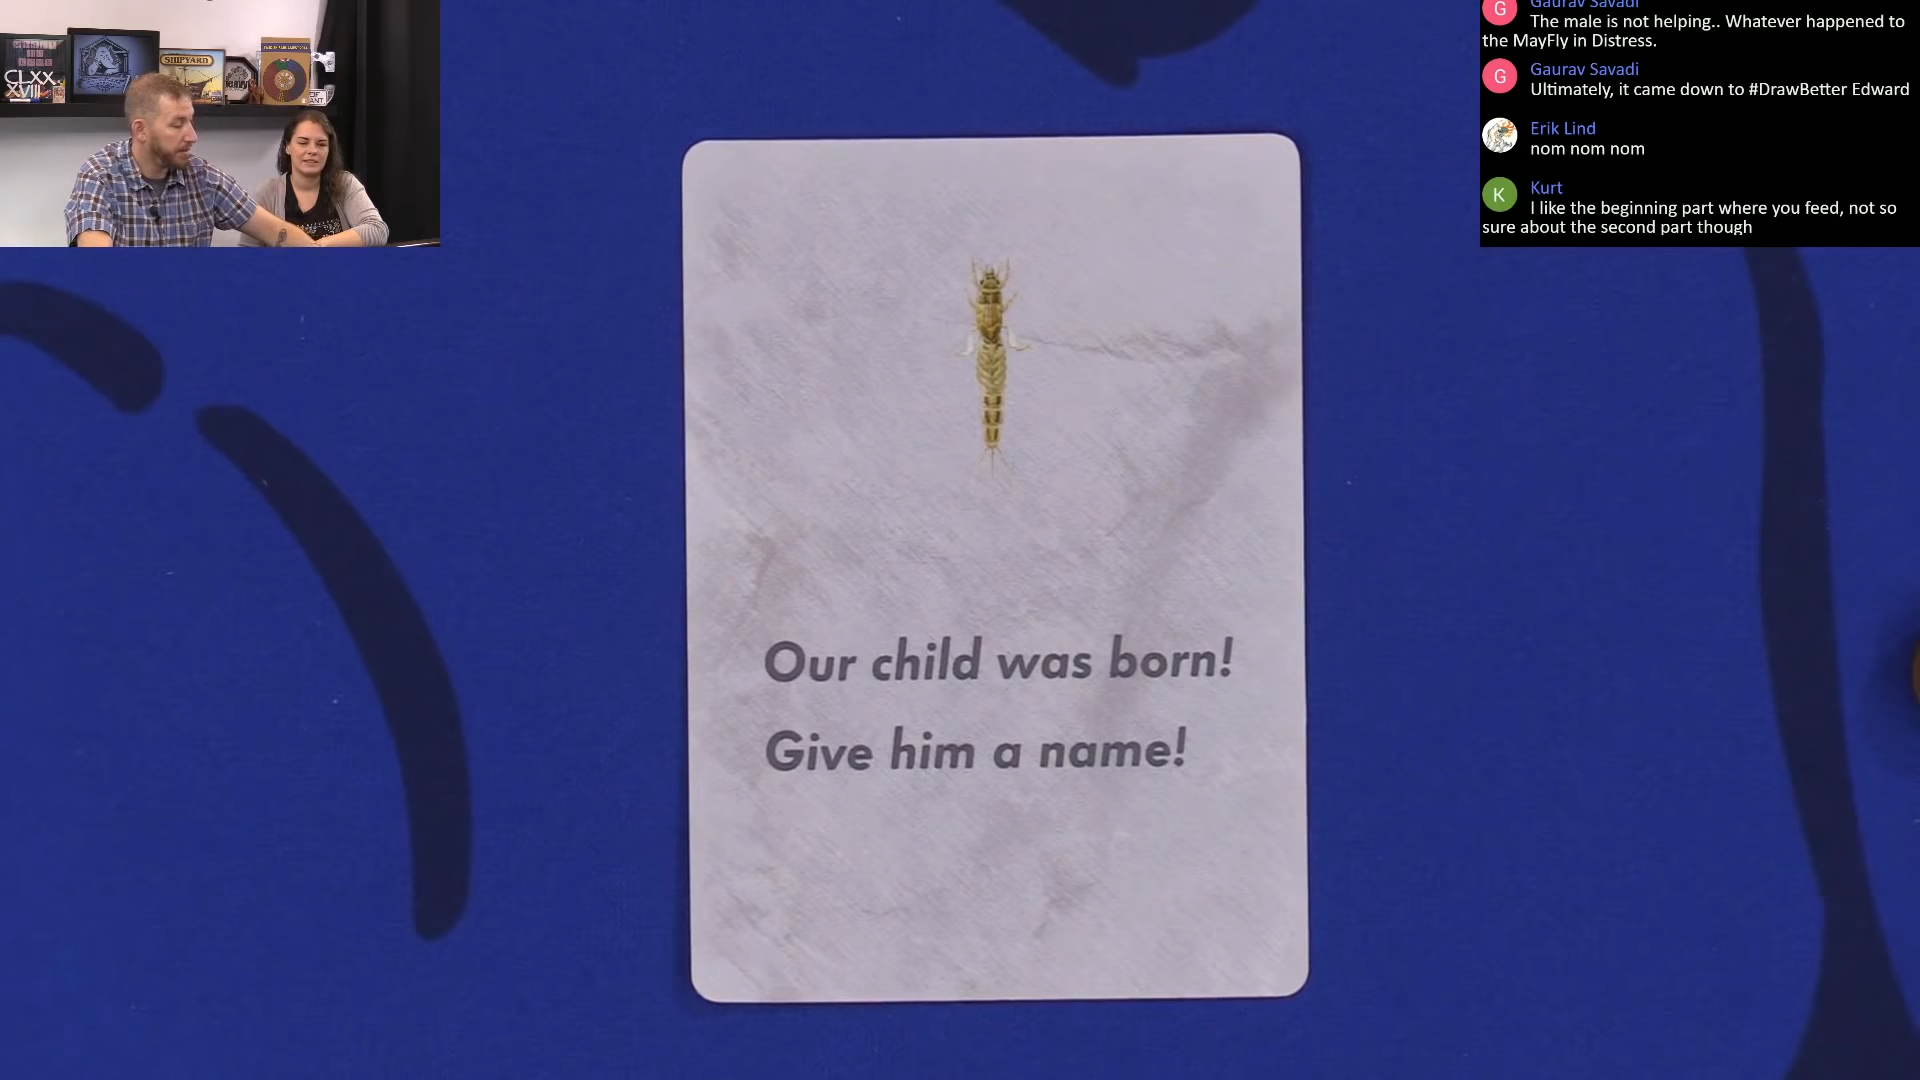 CLXX
XVIII
SHIPYARD
Gaurav Savadi
The male is not helping.. Whatever happened to
the MayFly in Distress.
Gaurav Savadi
Ultimately, it came down to #DrawBetter Edward
Erik Lind
nom nom nom
Kurt
I like the beginning part where you feed, not so
sure about the second part though
Our child was born!
Give him a name!